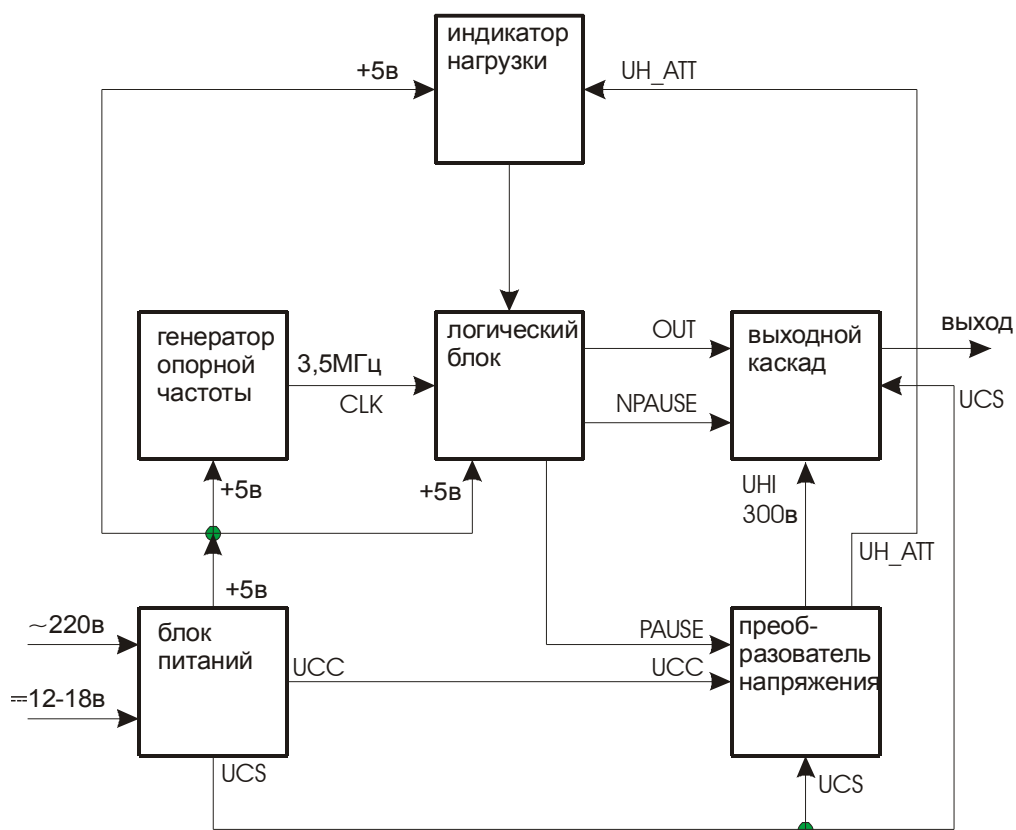 индикатор
нагрузки
+5в
UH_ATT
генератор
опорной
частоты
3,5МГц
CLK
логический
блок
OUT
NPAUSE
выходной
каскад
выход
UCS
+5в
+5в
UHI
300в
UH_ATT
+5в
~220в
⎓12-18в
блок
питаний
UCC
PAUSE
UCC
преоб-
разователь
напряжения
UCS
UCS